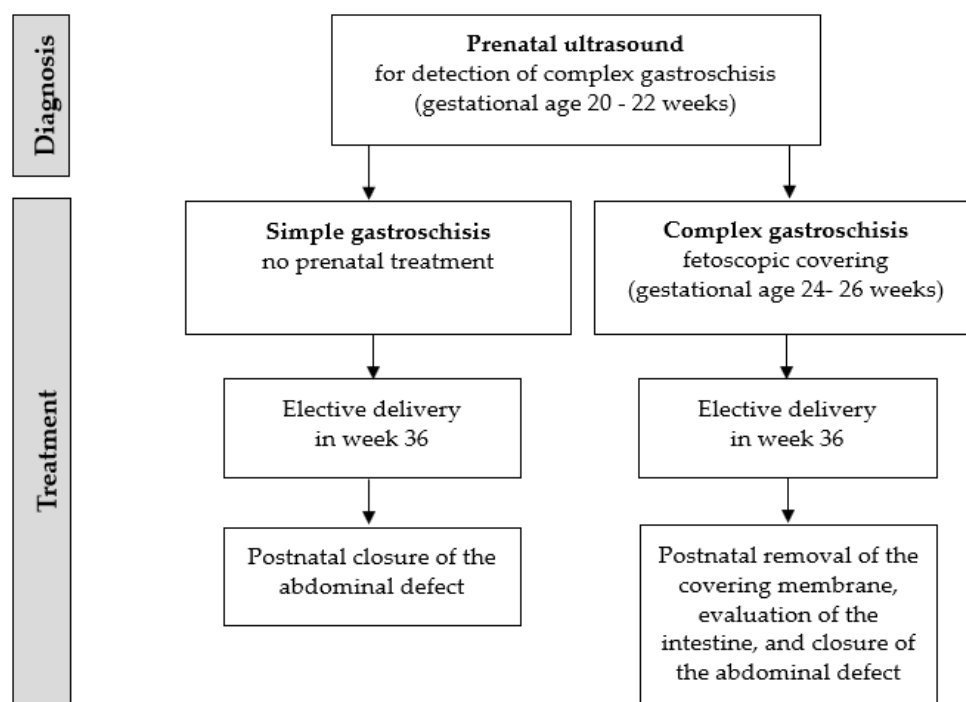 Diagnosis
Prenatal ultrasound
for detection of complex gastroschisis
(gestational age 20 - 22 weeks)
Treatment
Simple gastroschisis
no prenatal treatment
Complex gastroschisis
fetoscopic covering
(gestational age 24- 26 weeks)
Elective delivery
in week 36
Elective delivery
in week 36
Postnatal closure of the
abdominal defect
Postnatal removal of the
covering membrane,
evaluation of the
intestine, and closure of
the abdominal defect